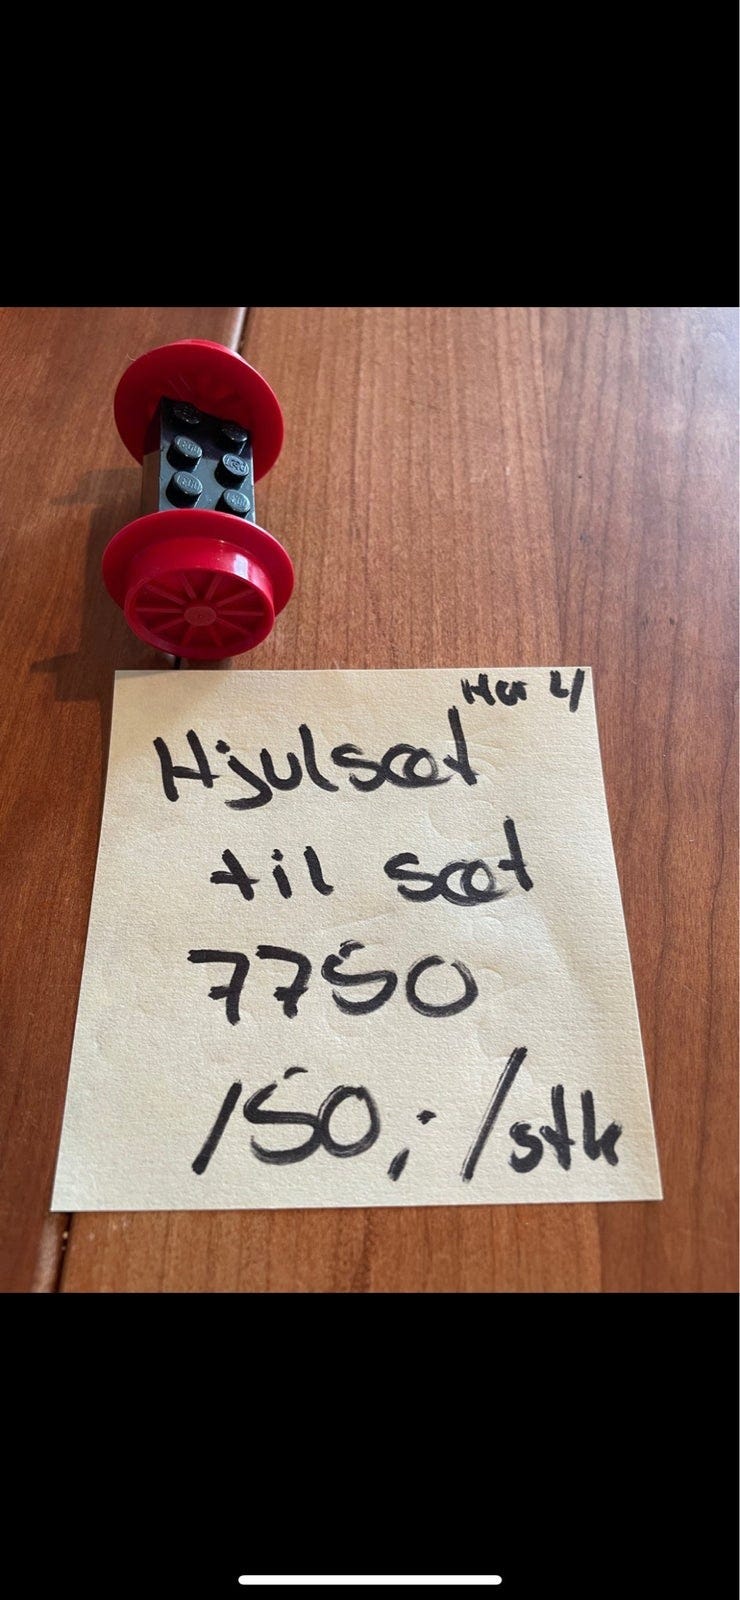 Har 4
Hjulsæt
til sæt
7750
150,-/stk